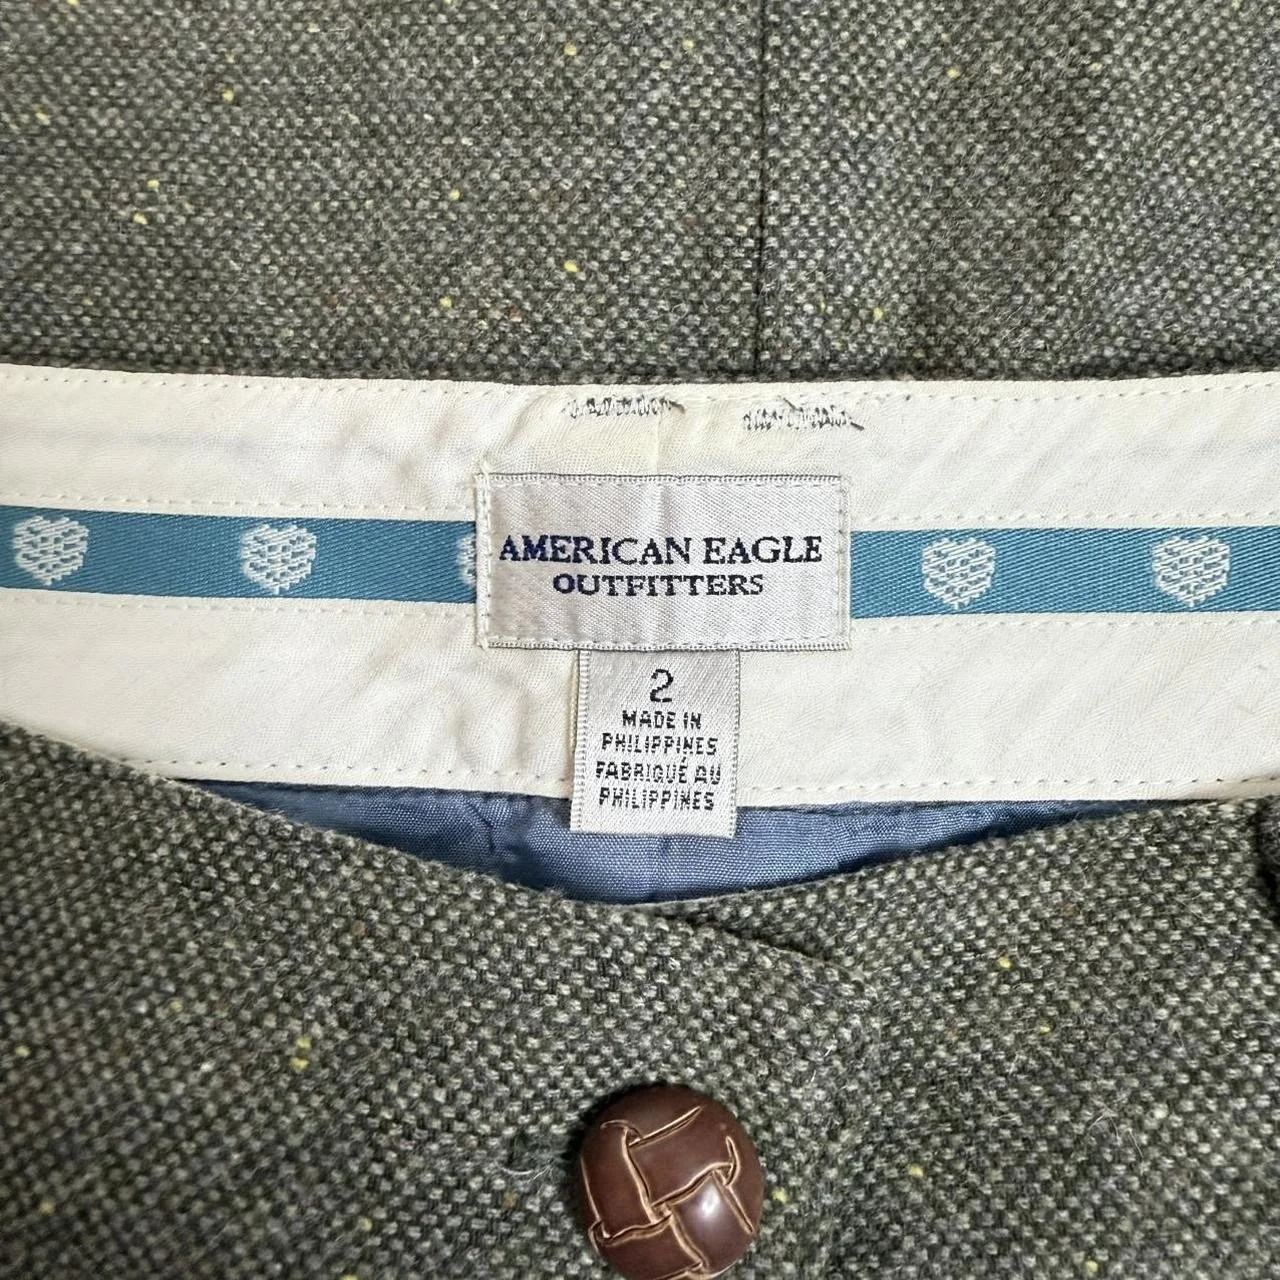 AMERICAN EAGLE
OUTFITTERS
2
MADE IN
PHILIPPINES
FABRIQUÉ AU
PHILIPPINES